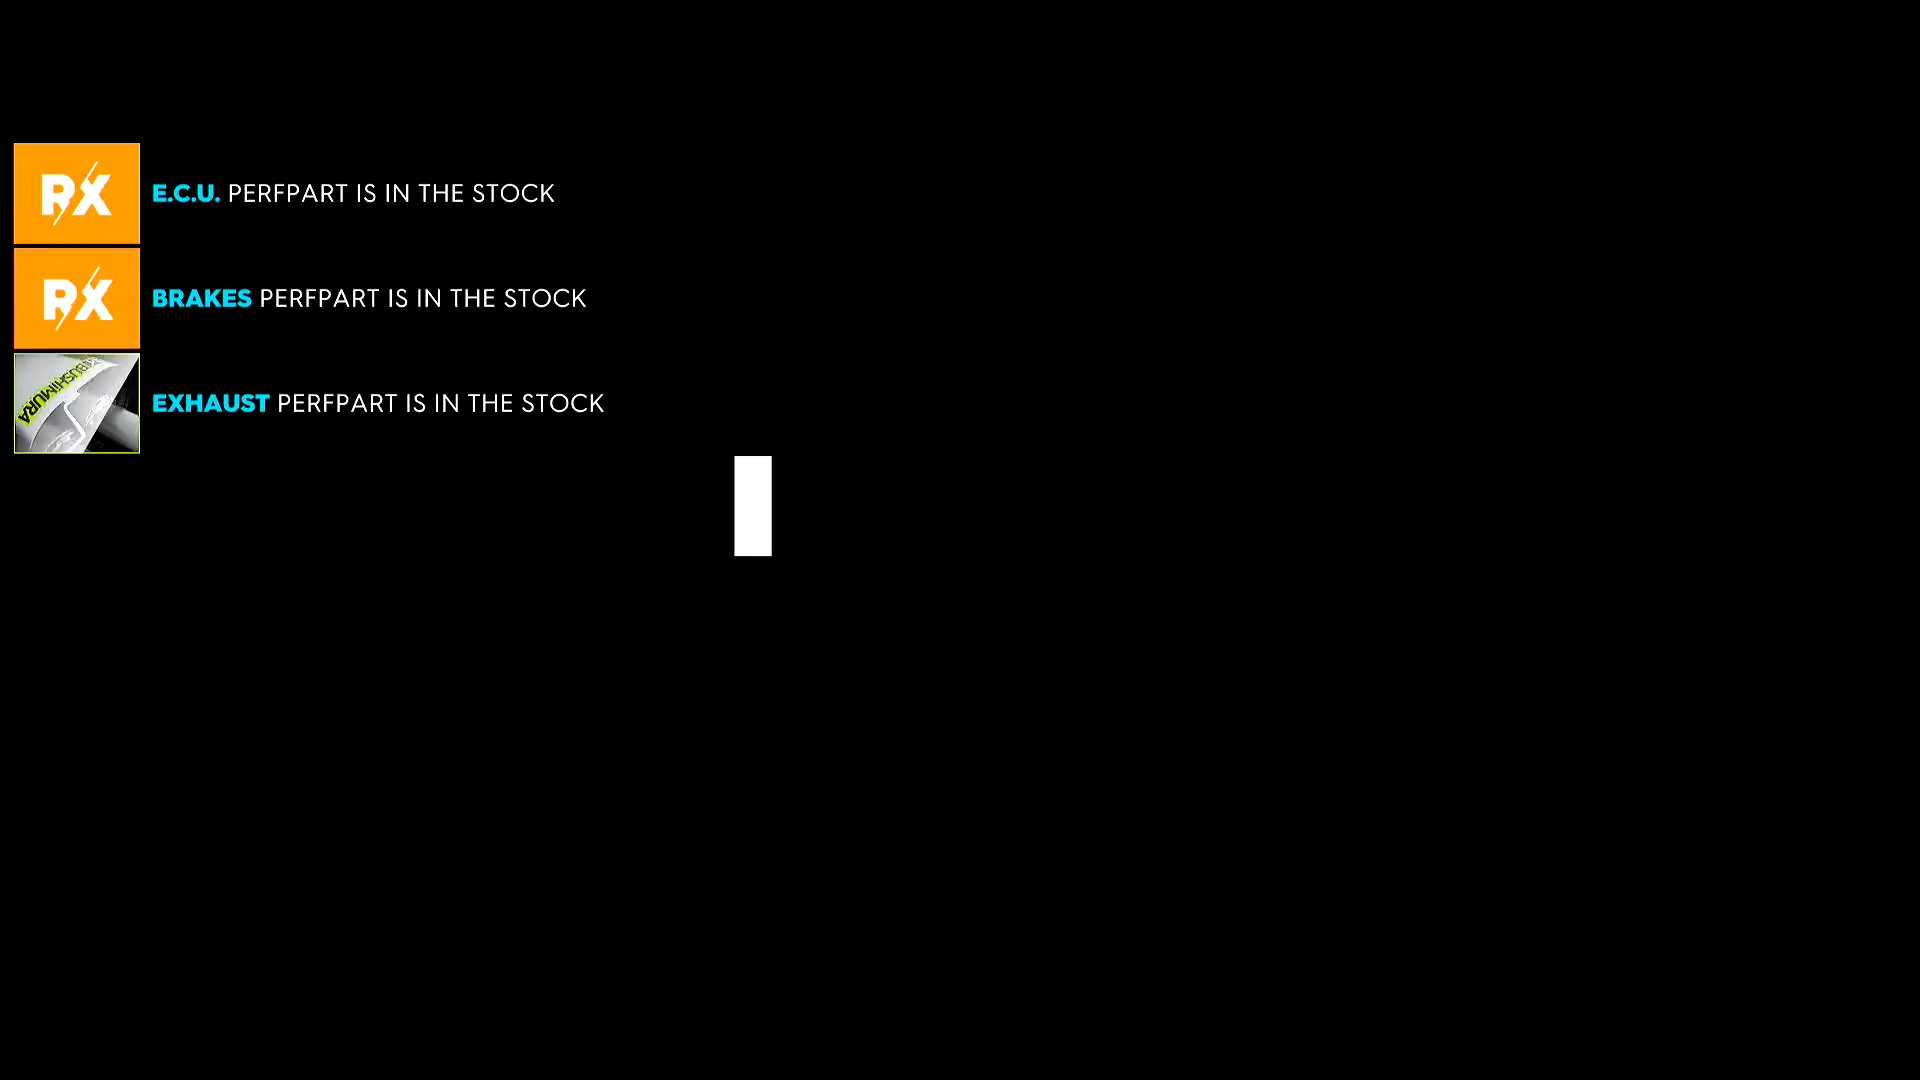 RX
E.C.U. PERFPART IS IN THE STOCK
RX
BRAKES PERFPART IS IN THE STOCK
EXHAUST PERFPART IS IN THE STOCK